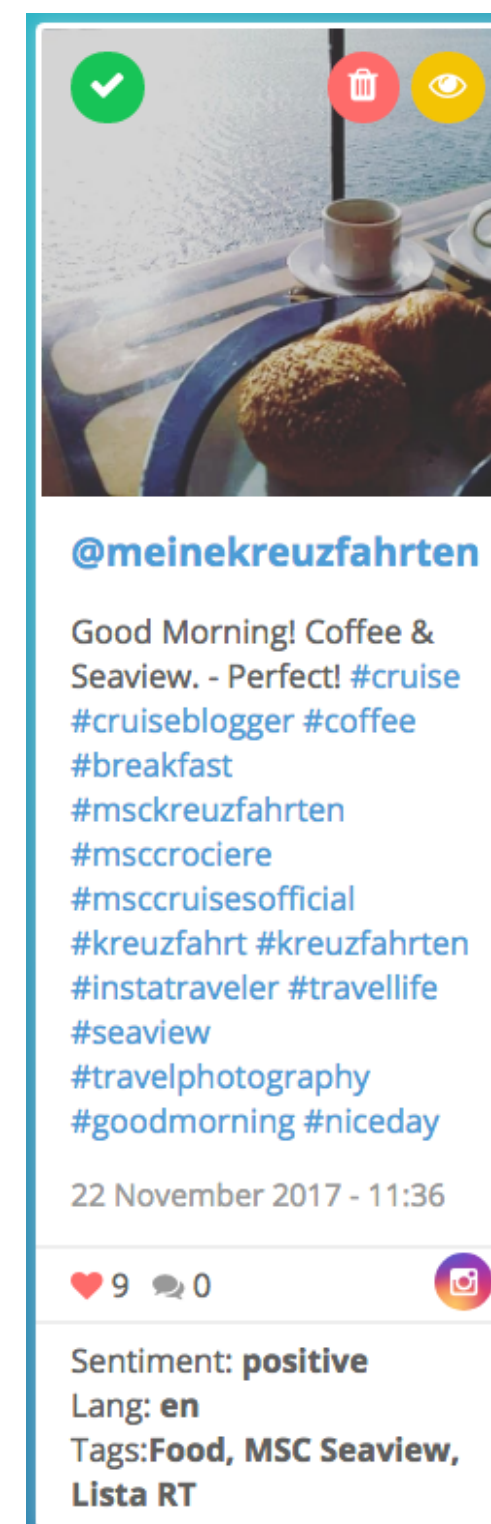 @meinekreuzfahrten
Good Morning! Coffee &
Seaview. - Perfect! #cruise
#cruiseblogger #coffee
#breakfast
#msckreuzfahrten
#msccrociere
#msccruisesofficial
#kreuzfahrt #kreuzfahrten
#instatraveler #travellife
#seaview
#travelphotography
#goodmorning #niceday
22 November 2017 - 11:36
9 0
Sentiment: positive
Lang: en
Tags:Food, MSC Seaview,
Lista RT